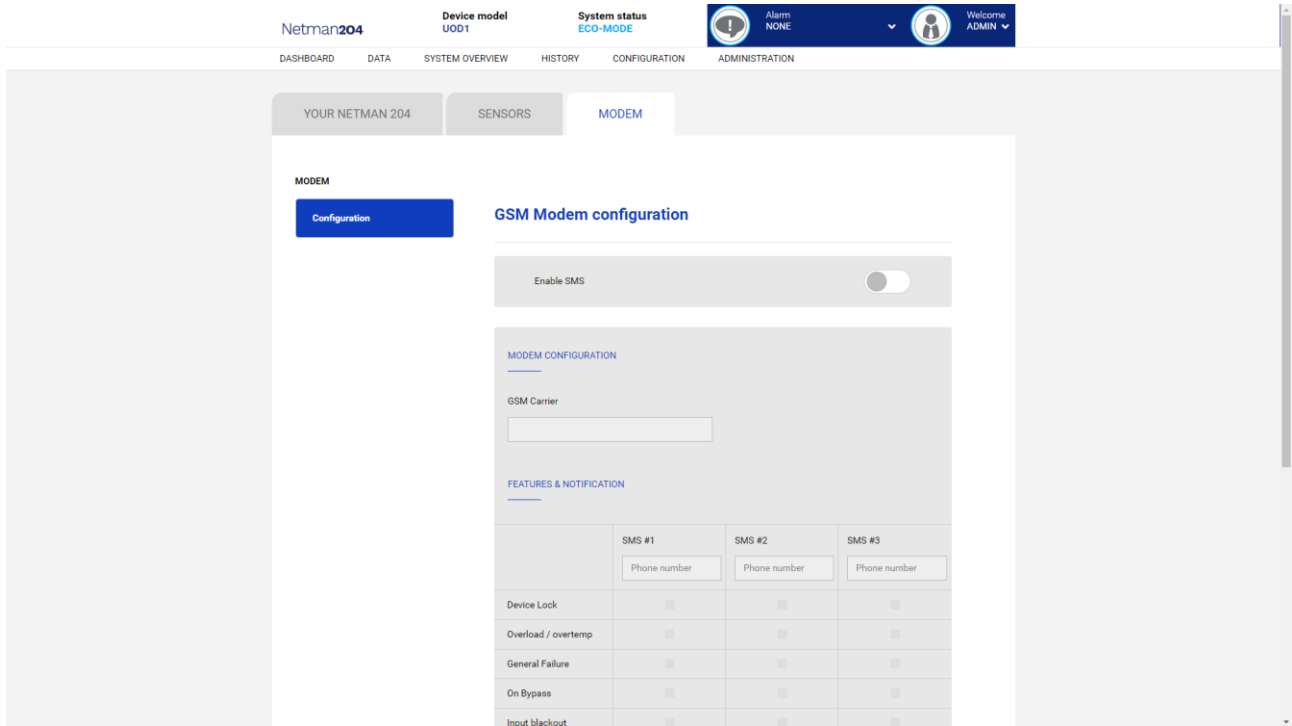 Netman204
Device model
UOD1
System status
ECO-MODE
Alarm
NONE
Welcome
ADMIN
DASHBOARD DATA SYSTEM OVERVIEW HISTORY CONFIGURATION ADMINISTRATION
YOUR NETMAN 204 SENSORS MODEM
MODEM
Configuration
GSM Modem configuration
Enable SMS
MODEM CONFIGURATION
GSM Carrier
FEATURES & NOTIFICATION
SMS #1 SMS #2 SMS #3
Phone number Phone number Phone number
Device Lock
Overload / overtemp
General Failure
On Bypass
Input blackout